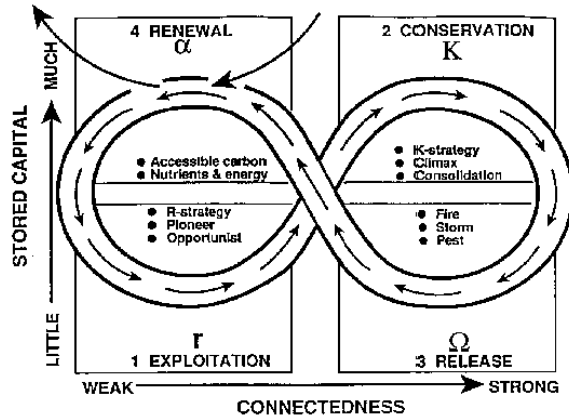 4 RENEWAL
α
2 CONSERVATION
K
MUCH
STORED CAPITAL
LITTLE
● Accessible carbon
● Nutrients & energy
● K-strategy
● Climax
● Consolidation
● R-strategy
● Pioneer
● Opportunist
● Fire
● Storm
● Pest
r
1 EXPLOITATION
Ω
3 RELEASE
WEAK
STRONG
CONNECTEDNESS